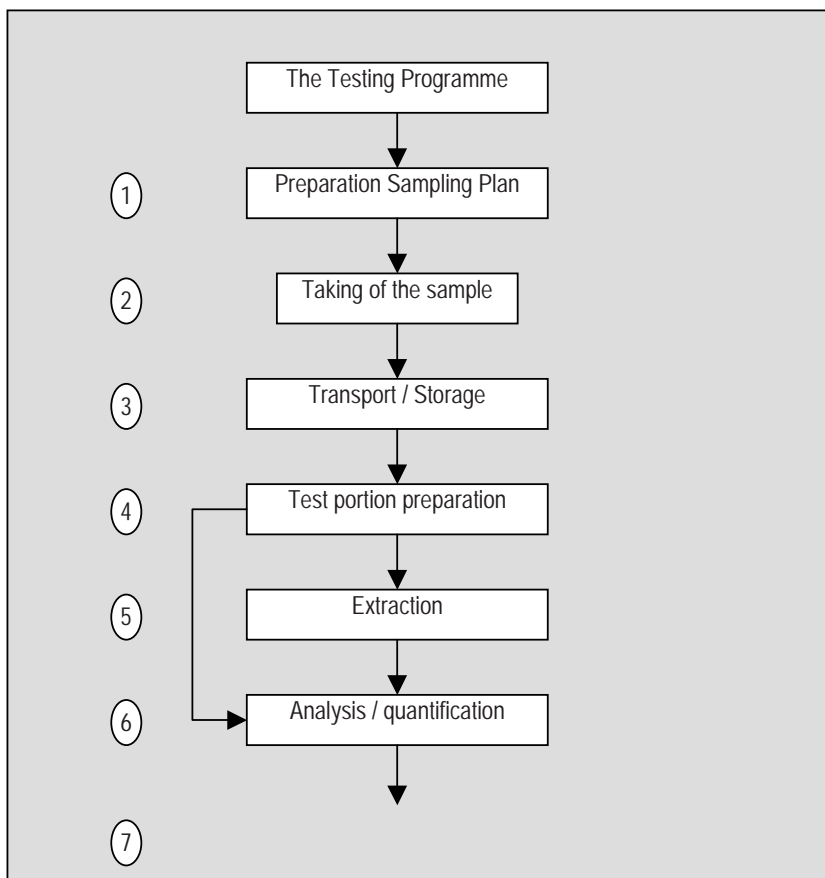 The Testing Programme
1 Preparation Sampling Plan
2 Taking of the sample
3 Transport / Storage
4 Test portion preparation
5 Extraction
6 Analysis / quantification
7